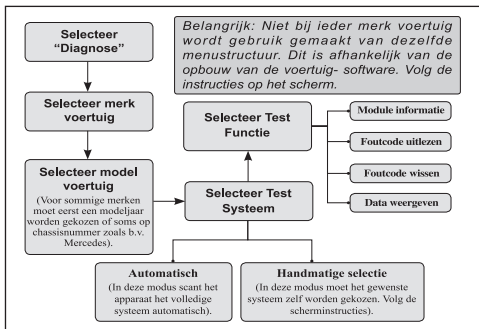 Selecteer
“Diagnose”
Belangrijk: Niet bij ieder merk voertuig
wordt gebruik gemaakt van dezelfde
menustructuur. Dit is afhankelijk van de
opbouw van de voertuig- software. Volg de
instructies op het scherm.
Selecteer merk
voertuig
Selecteer model
voertuig
(Voor sommige merken
moet eerst een modeljaar
worden gekozen of soms op
chassisnummer zoals b.v.
Mercedes).
Selecteer Test
Functie
Module informatie
Foutcode uitlezen
Foutcode wissen
Data weergeven
Selecteer Test
Systeem
Automatisch
(In deze modus scant het
apparaat het volledige
systeem automatisch).
Handmatige selectie
(In deze modus moet het gewenste
systeem zelf worden gekozen. Volg de
scherminstructies).